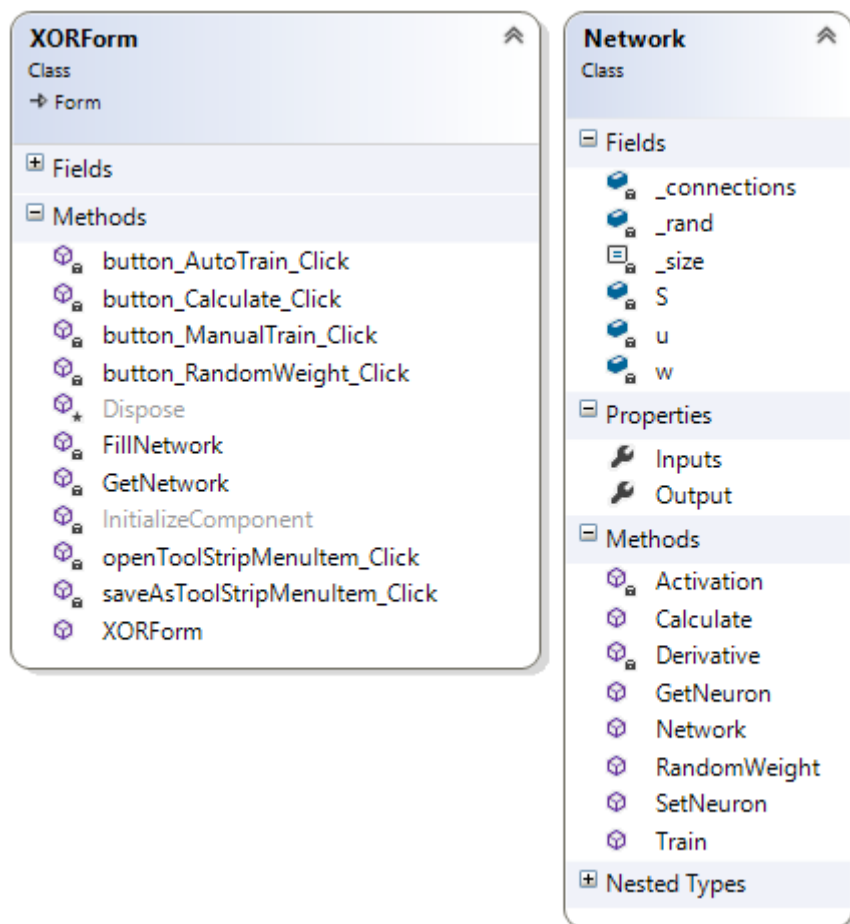 XORForm
Class
Form
Fields
Methods
button_AutoTrain_Click
button_Calculate_Click
button_ManualTrain_Click
button_RandomWeight_Click
Dispose
FillNetwork
GetNetwork
InitializeComponent
openToolStripMenuItem_Click
saveAsToolStripMenuItem_Click
XORForm
Network
Class
Fields
_connections
_rand
_size
S
u
w
Properties
Inputs
Output
Methods
Activation
Calculate
Derivative
GetNeuron
Network
RandomWeight
SetNeuron
Train
Nested Types